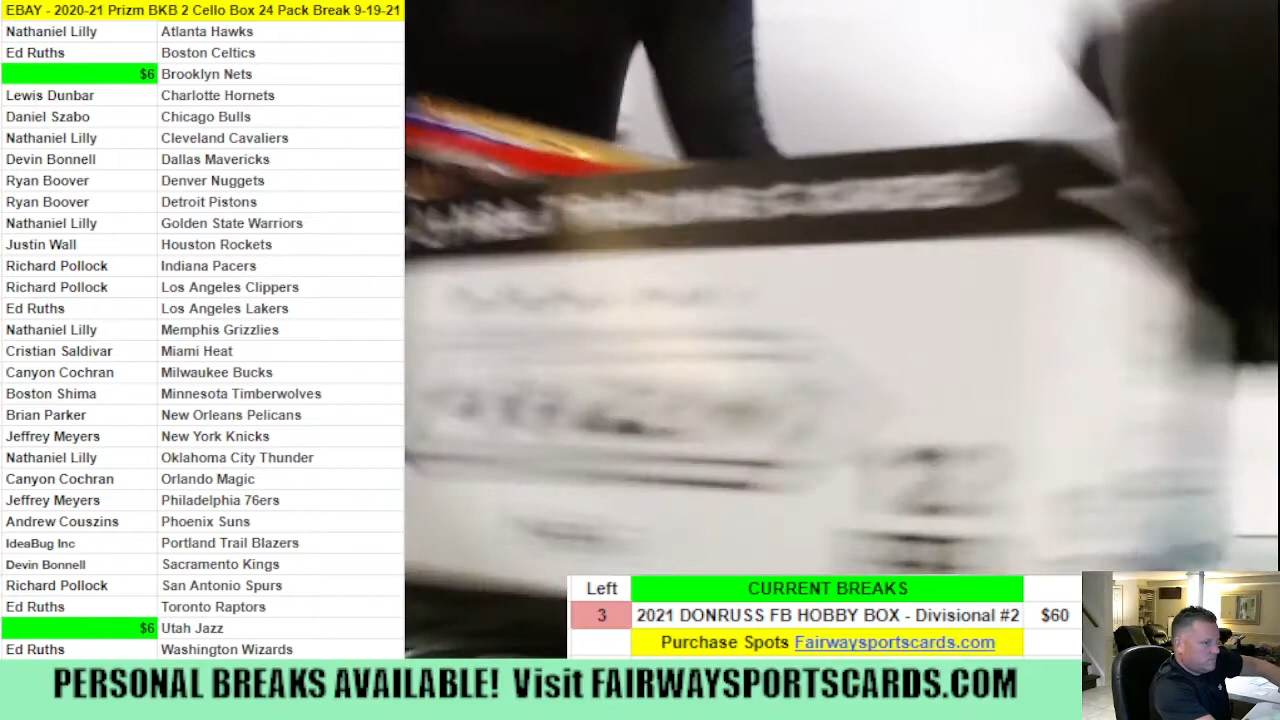 EBAY - 2020-21 Prizm BKB 2 Cello Box 24 Pack Break 9-19-21
Nathaniel Lilly Atlanta Hawks
Ed Ruths Boston Celtics
$6 Brooklyn Nets
Lewis Dunbar Charlotte Hornets
Daniel Szabo Chicago Bulls
Nathaniel Lilly Cleveland Cavaliers
Devin Bonnell Dallas Mavericks
Ryan Boover Denver Nuggets
Ryan Boover Detroit Pistons
Nathaniel Lilly Golden State Warriors
Justin Wall Houston Rockets
Richard Pollock Indiana Pacers
Richard Pollock Los Angeles Clippers
Ed Ruths Los Angeles Lakers
Nathaniel Lilly Memphis Grizzlies
Cristian Saldivar Miami Heat
Canyon Cochran Milwaukee Bucks
Boston Shima Minnesota Timberwolves
Brian Parker New Orleans Pelicans
Jeffrey Meyers New York Knicks
Nathaniel Lilly Oklahoma City Thunder
Canyon Cochran Orlando Magic
Jeffrey Meyers Philadelphia 76ers
Andrew Couszins Phoenix Suns
IdeaBug Inc Portland Trail Blazers
Devin Bonnell Sacramento Kings
Richard Pollock San Antonio Spurs
Ed Ruths Toronto Raptors
$6 Utah Jazz
Ed Ruths Washington Wizards
Left CURRENT BREAKS
3 2021 DONRUSS FB HOBBY BOX - Divisional #2 $60
Purchase Spots Fairwaysportscards.com
PERSONAL BREAKS AVAILABLE! Visit FAIRWAYSPORTSCARDS.COM